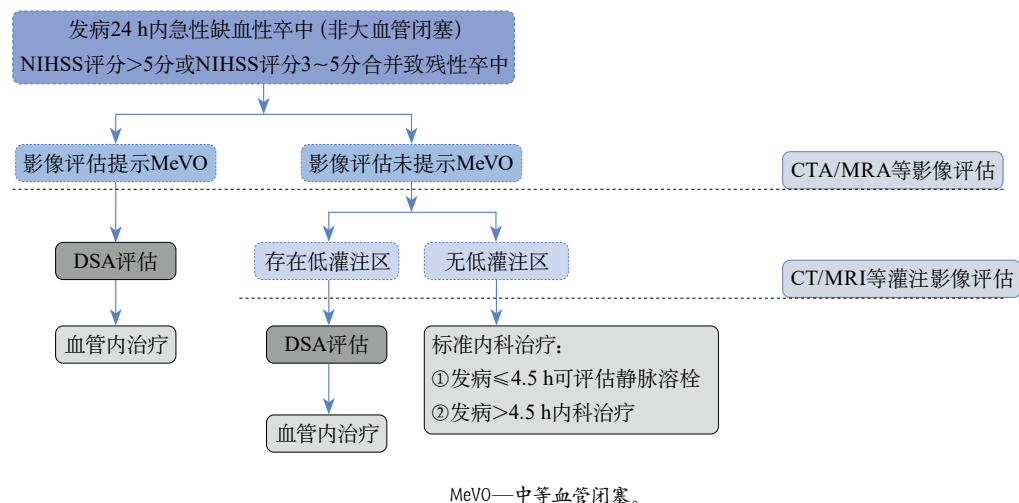 发病24 h内急性缺血性卒中(非大血管闭塞)
NIHSS评分>5分或NIHSS评分3~5分合并致残性卒中
影像评估提示MeVO
影像评估未提示MeVO
CTA/MRA等影像评估
DSA评估
存在低灌注区
无低灌注区
CT/MRI等灌注影像评估
血管内治疗
DSA评估
标准内科治疗:
①发病≤4.5 h可评估静脉溶栓
②发病>4.5 h内科治疗
血管内治疗
MeVO—中等血管闭塞。